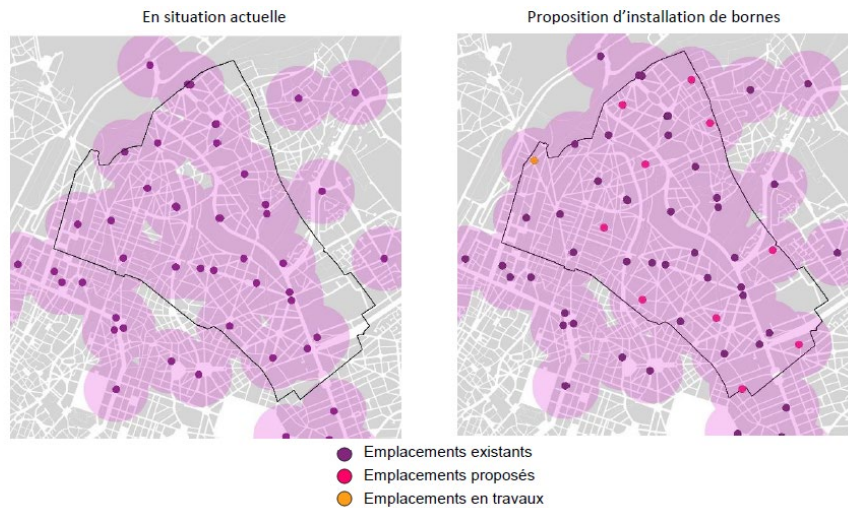 En situation actuelle
Proposition d'installation de bornes
Emplacements existants
Emplacements proposés
Emplacements en travaux